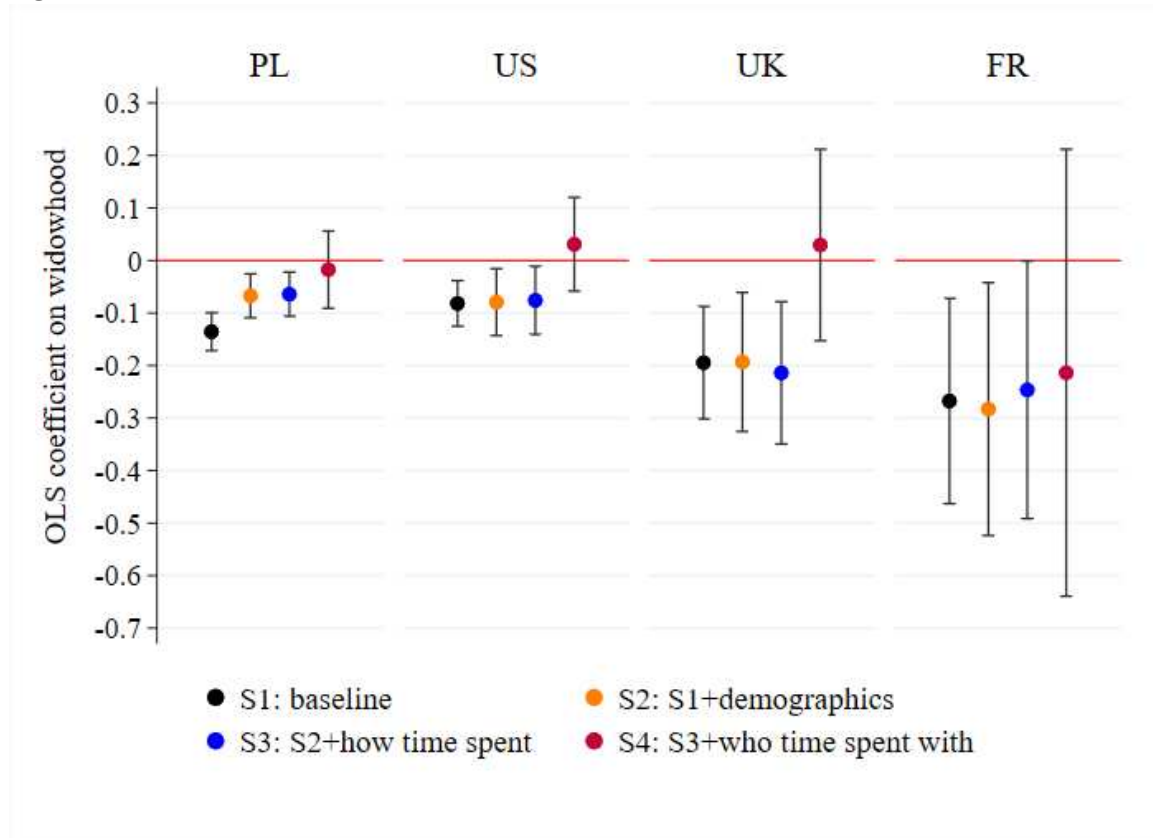 PL US UK FR
0.3
0.2
0.1
0
-0.1
-0.2
-0.3
-0.4
-0.5
-0.6
-0.7
OLS coefficient on widowhood
S1: baseline
S2: S1+demographics
S3: S2+how time spent
S4: S3+who time spent with